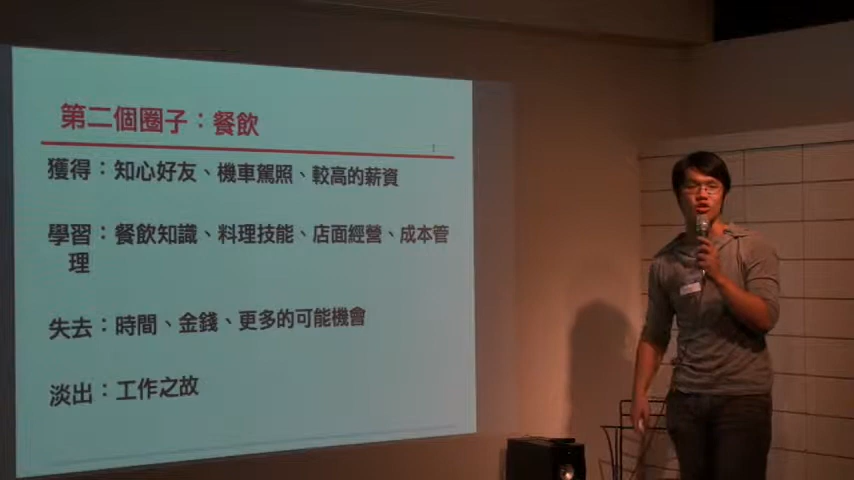 第二個圈子：餐飲
1
獲得：知心好友、機車駕照、較高的薪資
學習：餐飲知識、料理技能、店面經營、成本管
理
失去：時間、金錢、更多的可能機會
淡出：工作之故